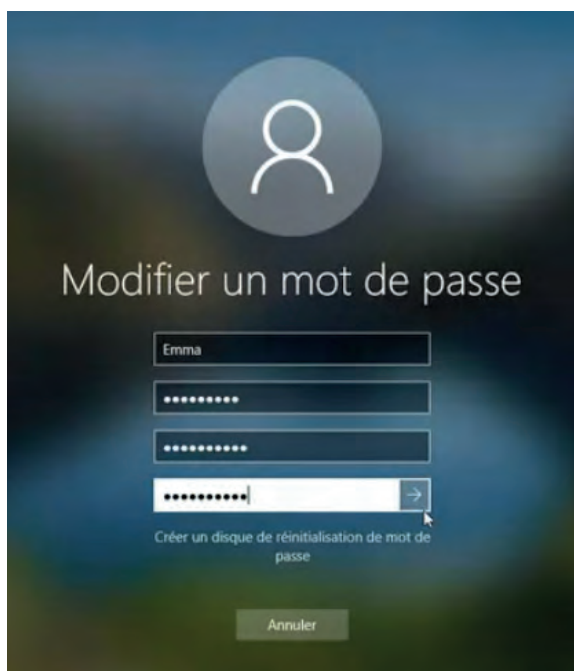 Modifier un mot de passe
Emma
•••••••••
••••••••••
••••••••••
Créer un disque de réinitialisation de mot de
passe
Annuler